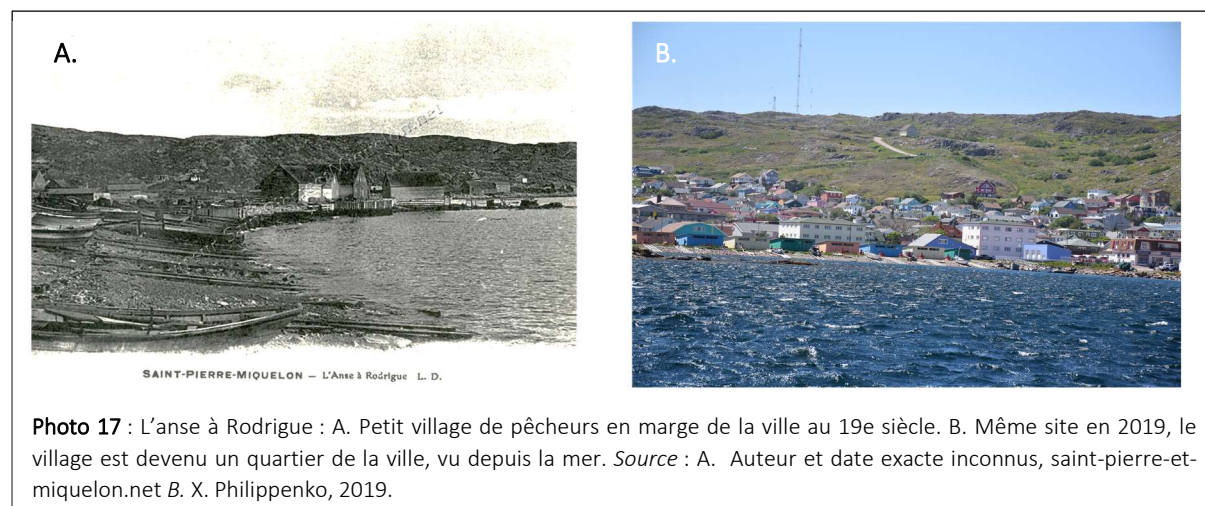 A.
B.
SAINT-PIERRE-MIQUELON – L'Anse à Rodrigue L. D.
Photo 17 : L'anse à Rodrigue : A. Petit village de pêcheurs en marge de la ville au 19e siècle. B. Même site en 2019, le
village est devenu un quartier de la ville, vu depuis la mer. Source : A. Auteur et date exacte inconnus, saint-pierre-et-
miquelon.net B. X. Philippenko, 2019.